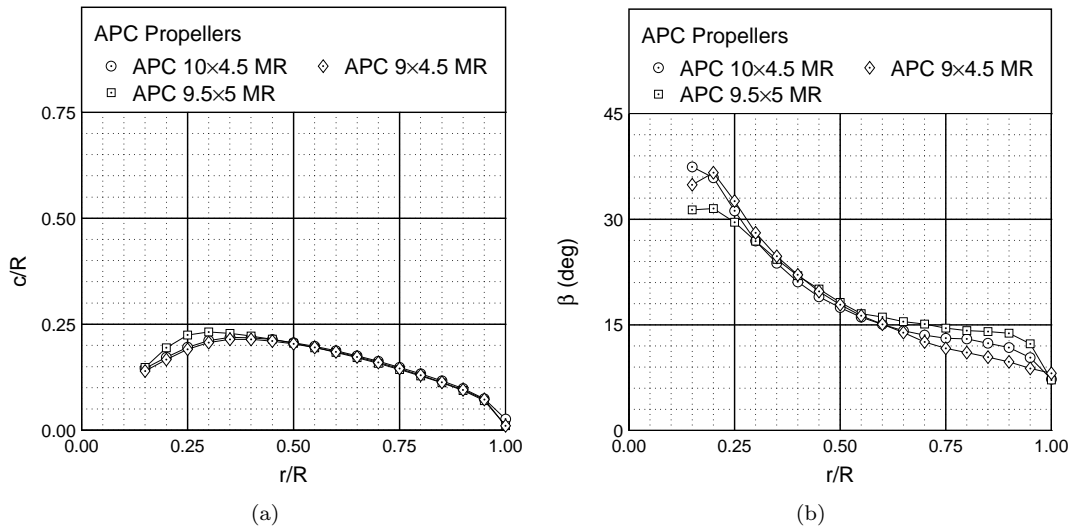 APC Propellers
APC 10×4.5 MR
APC 9×4.5 MR
APC 9.5×5 MR
0.75
0.50
0.25
0.00
c/R
0.00
0.25
0.50
0.75
1.00
r/R
(a)
APC Propellers
APC 10×4.5 MR
APC 9×4.5 MR
APC 9.5×5 MR
45
30
15
0
β (deg)
0.00
0.25
0.50
0.75
1.00
r/R
(b)